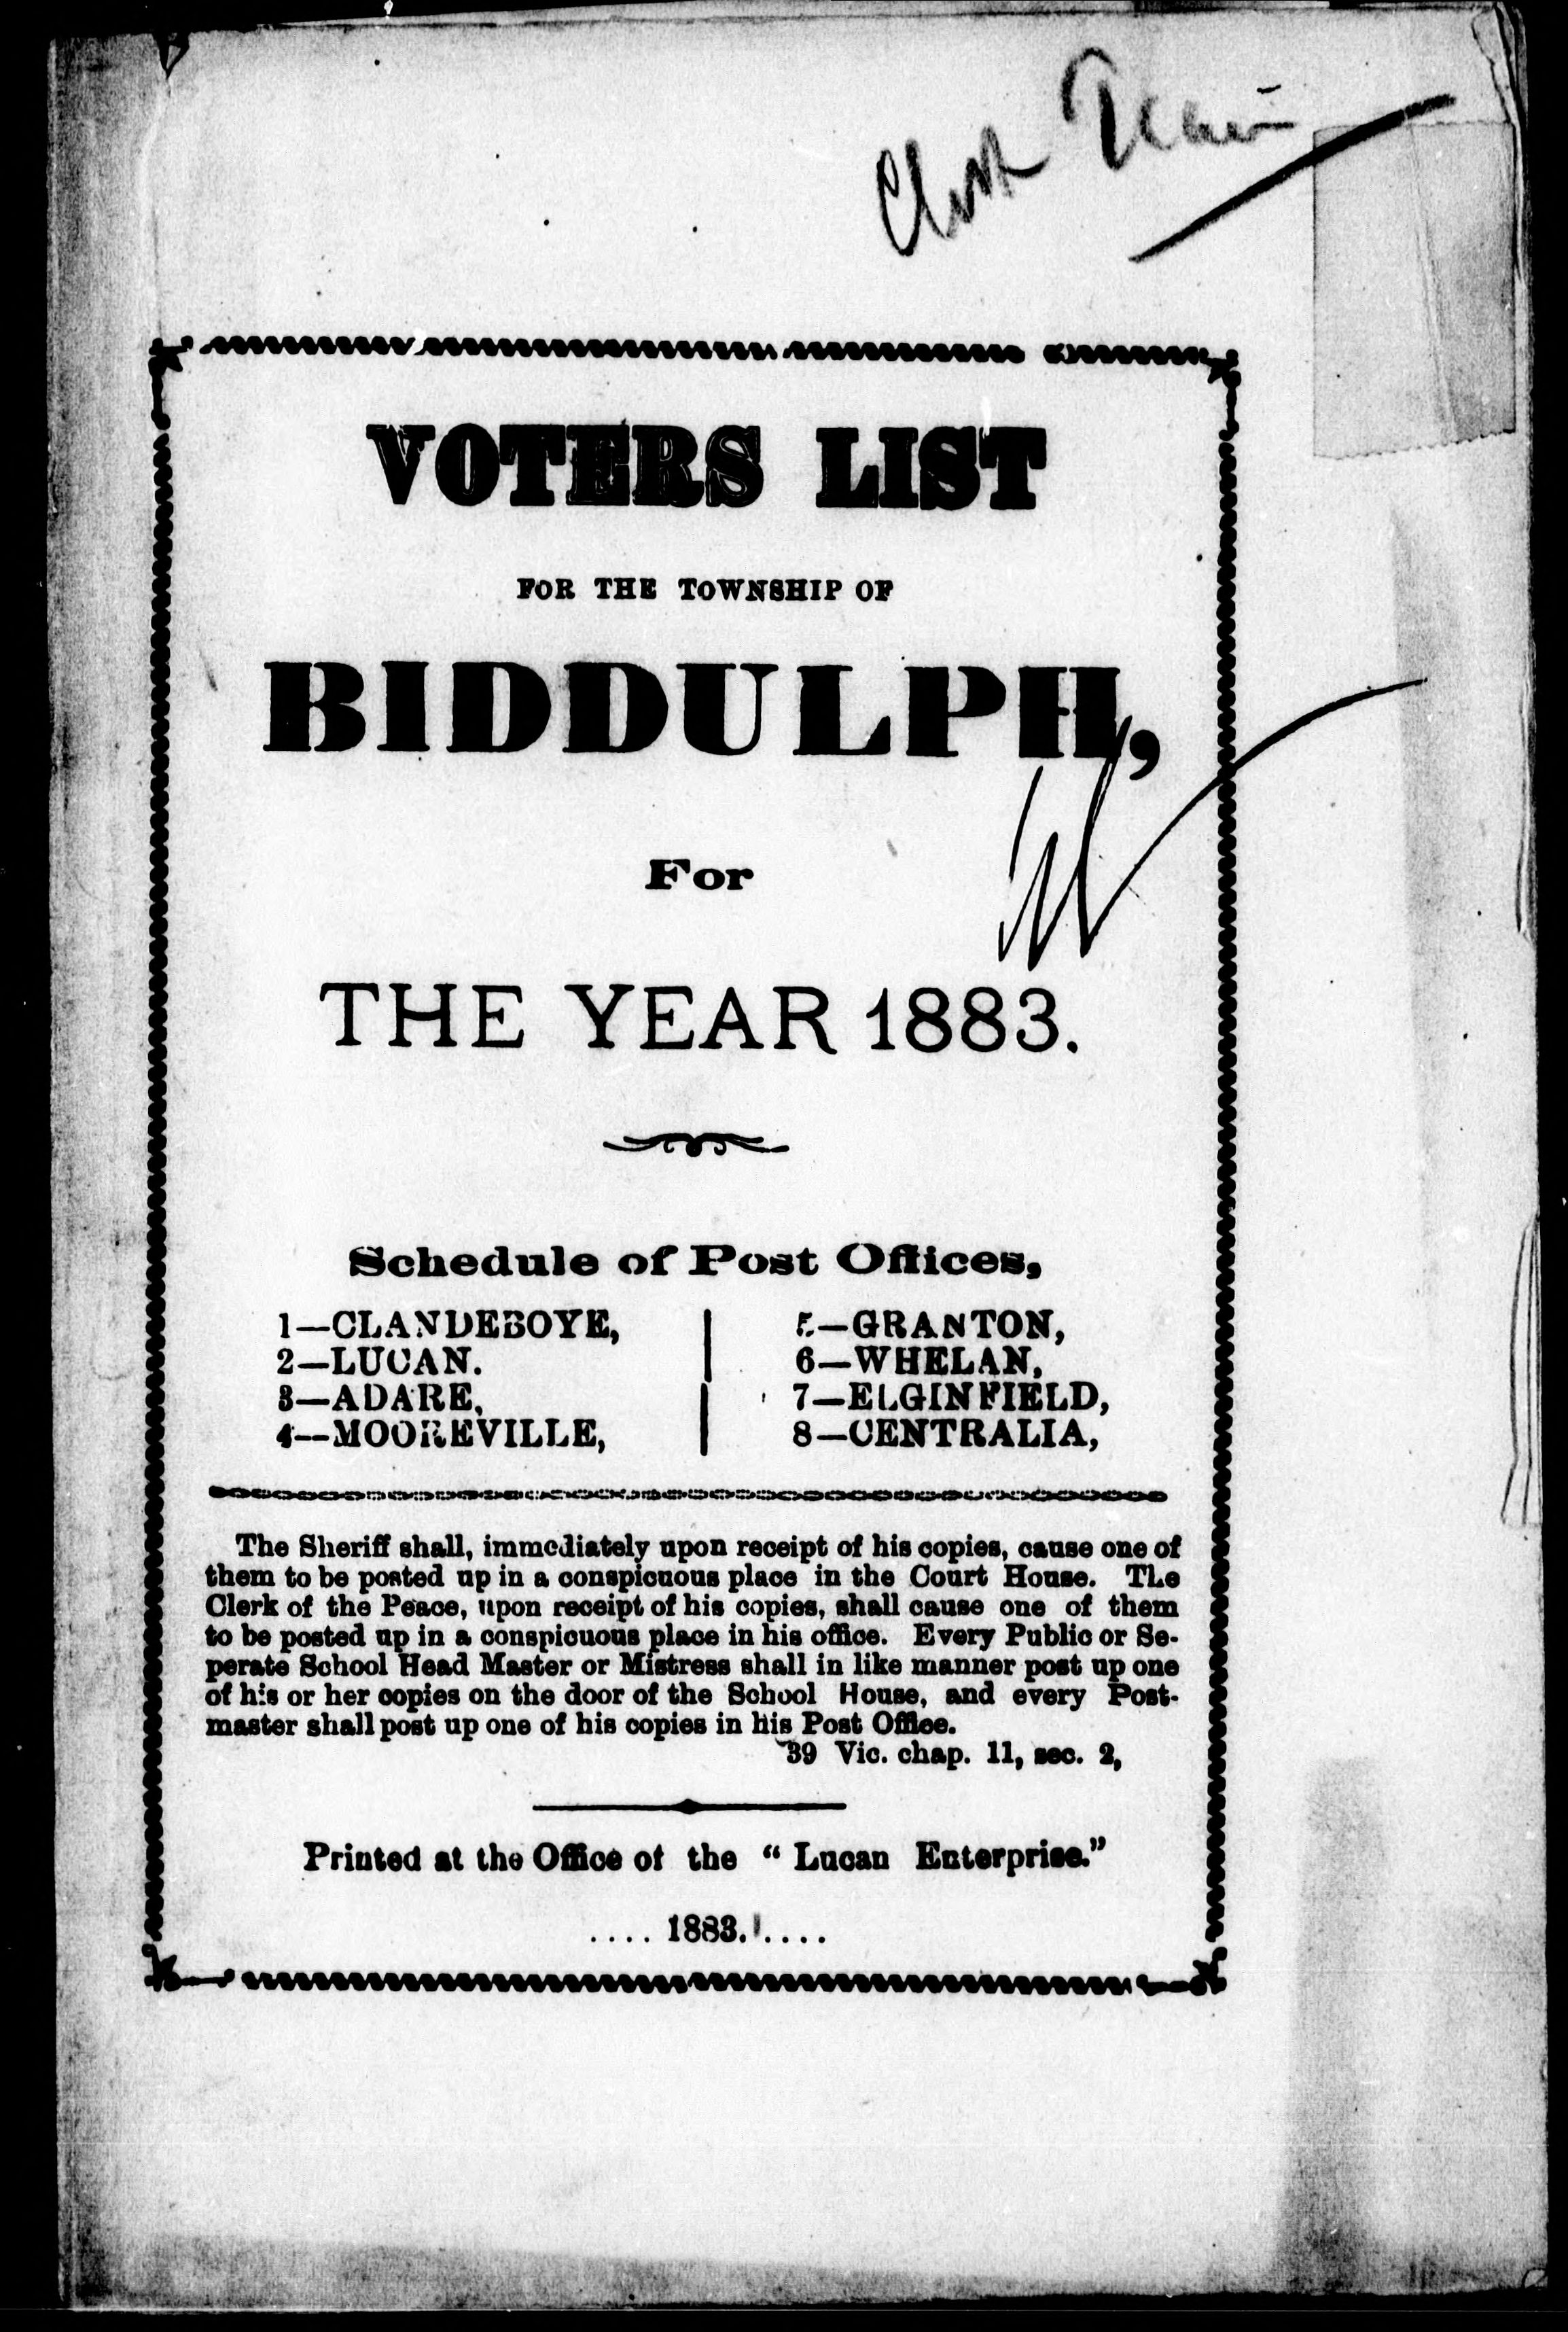 VOTERS LIST
FOR THE TOWNSHIP OF
BIDDULPH,
For
THE YEAR 1883.
Schedule of Post Offices,
1—CLANDEBOYE,
2—LUCAN.
3—ADARE,
4—MOOREVILLE,
5—GRANTON,
6—WHELAN,
7—ELGINFIELD,
8—CENTRALIA,
The Sheriff shall, immediately upon receipt of his copies, cause one of
them to be posted up in a conspicuous place in the Court House. The
Clerk of the Peace, upon receipt of his copies, shall cause one of them
to be posted up in a conspicuous place in his office. Every Public or Se-
perate School Head Master or Mistress shall in like manner post up one
of his or her copies on the door of the School House, and every Post-
master shall post up one of his copies in his Post Office.
39 Vic. chap. 11, sec. 2,
Printed at the Office of the “ Lucan Enterprise.”
.... 1883. ....